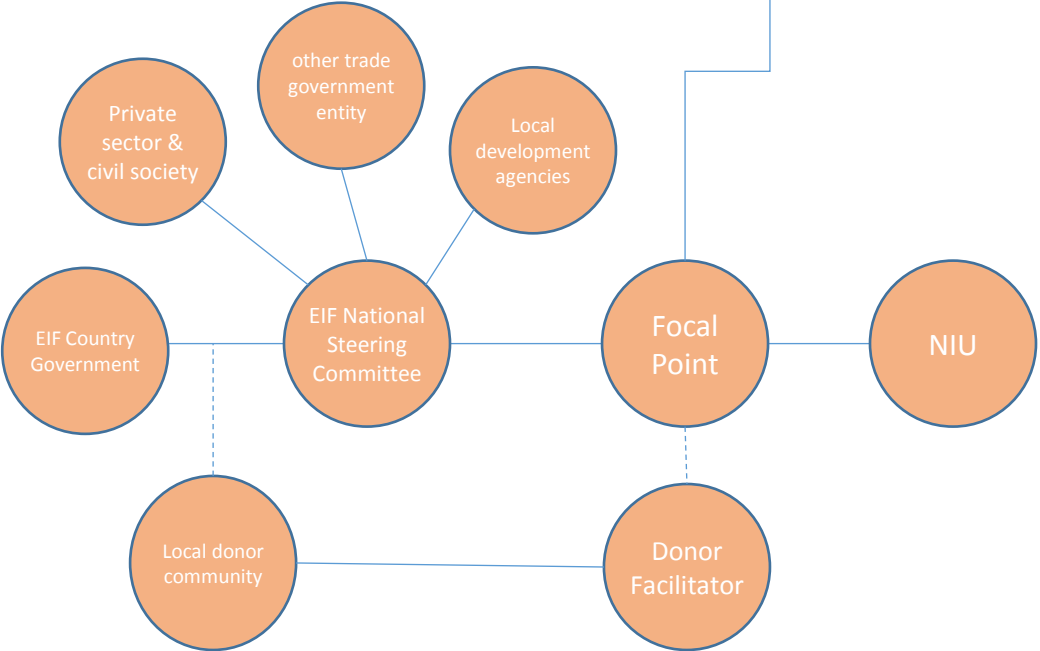 other trade
government
entity
Private
sector &
civil society
Local
development
agencies
EIF Country
Government
EIF National
Steering
Committee
Focal
Point
NIU
Local donor
community
Donor
Facilitator